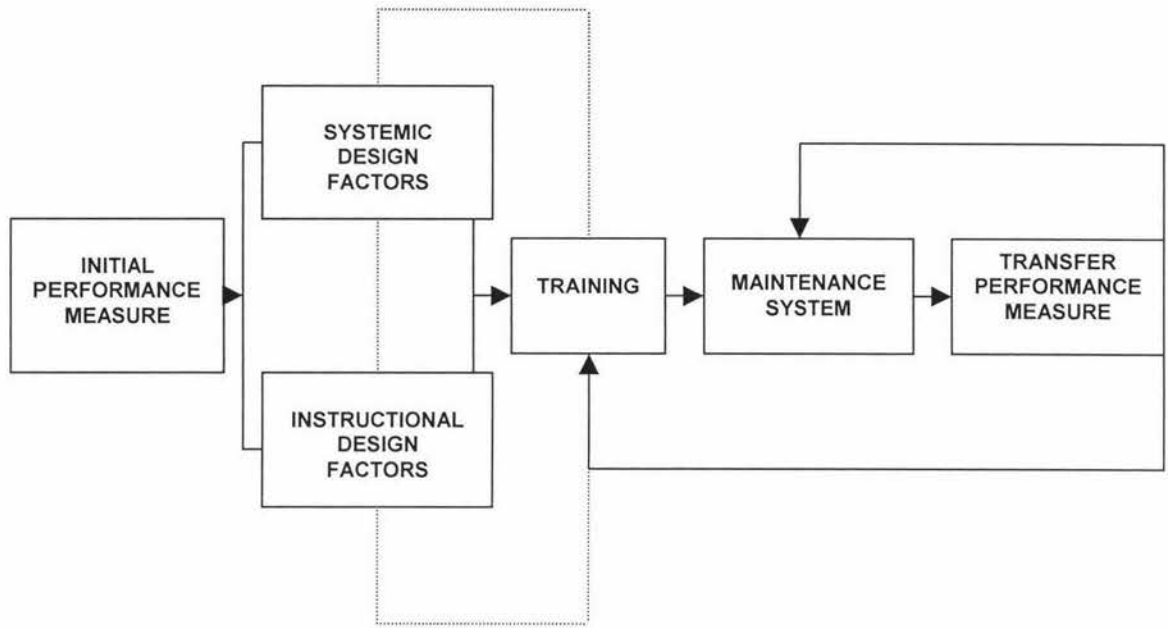 SYSTEMIC
DESIGN
FACTORS
INITIAL
PERFORMANCE
MEASURE
INSTRUCTIONAL
DESIGN
FACTORS
TRAINING
MAINTENANCE
SYSTEM
TRANSFER
PERFORMANCE
MEASURE